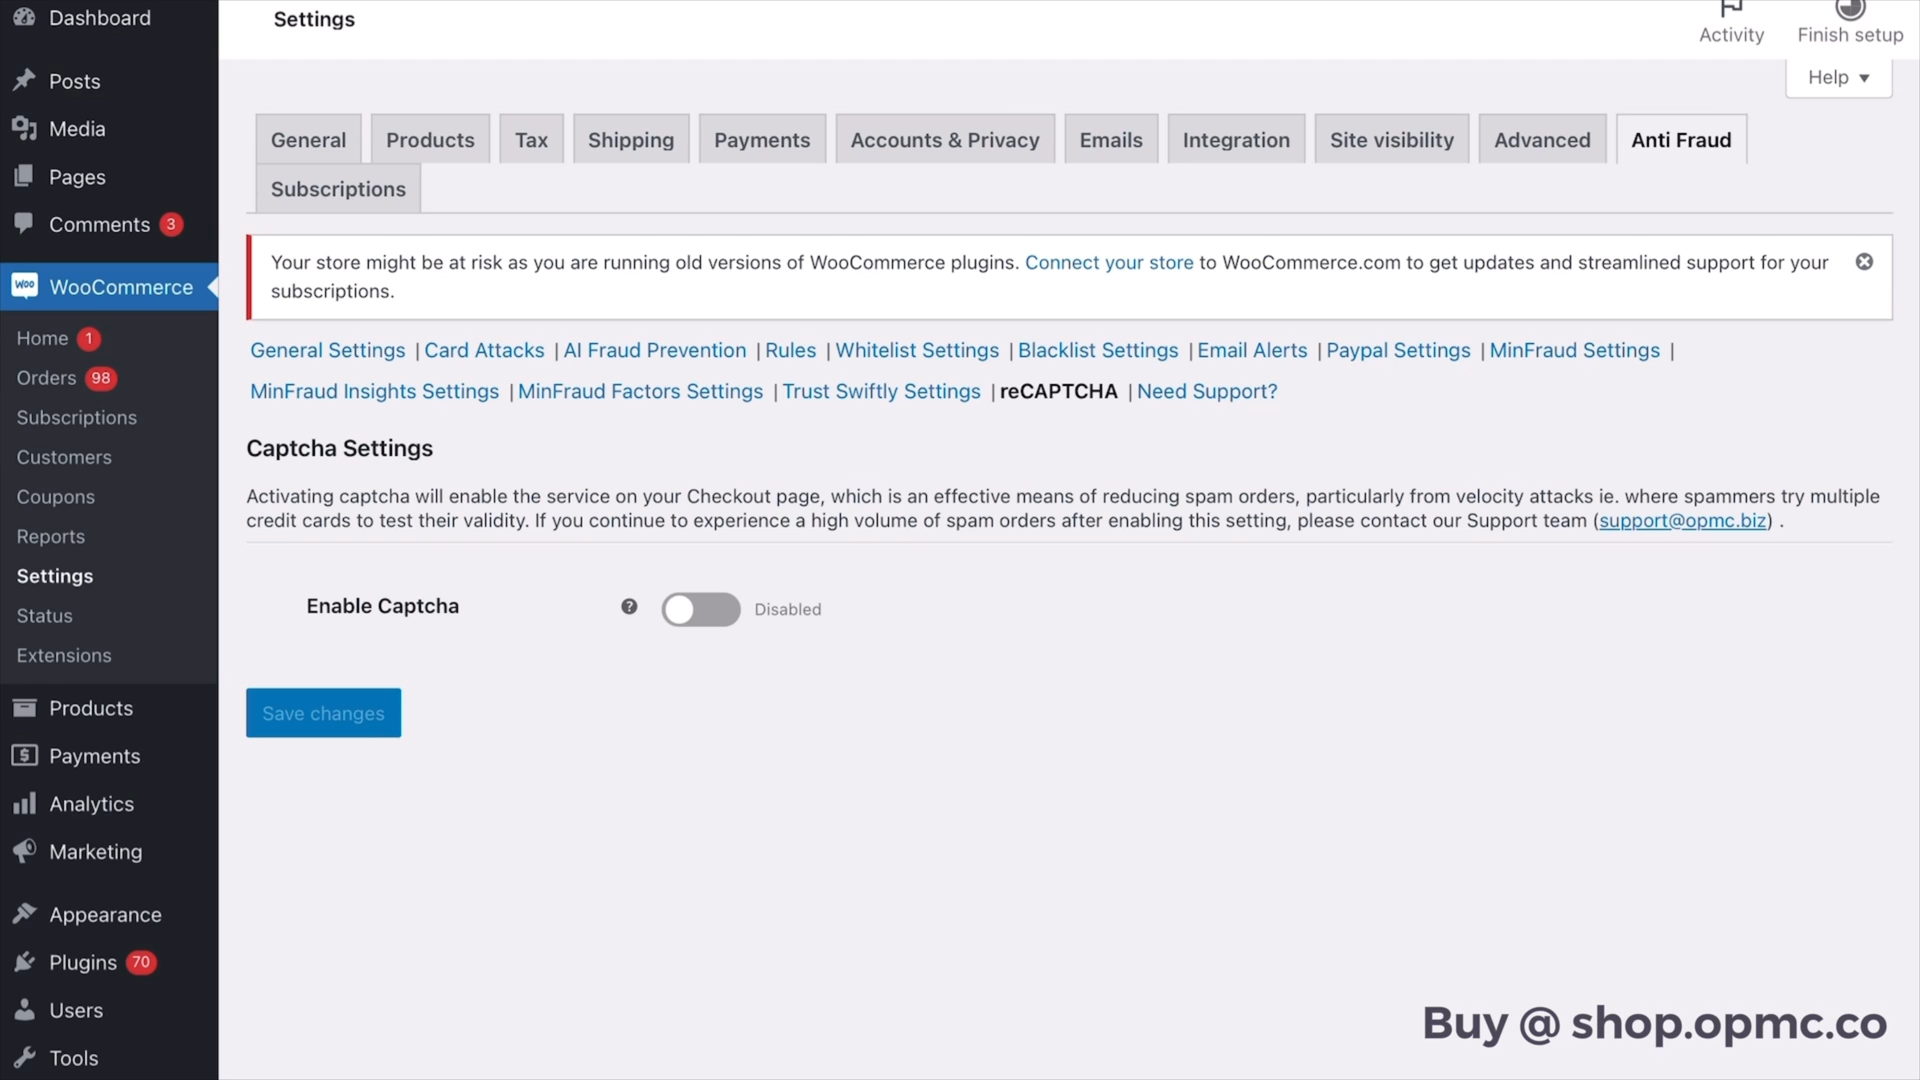 Dashboard
Posts
Media
Pages
Comments 3
WOO WooCommerce
Home 1
Orders 98
Subscriptions
Customers
Coupons
Reports
Settings
Status
Extensions
Products
Payments
Analytics
Marketing
Appearance
Plugins 70
Users
Tools
Settings
Activity
Finish setup
Help
General Products Tax Shipping Payments Accounts & Privacy Emails Integration Site visibility Advanced Anti Fraud
Subscriptions
Your store might be at risk as you are running old versions of WooCommerce plugins. Connect your store to WooCommerce.com to get updates and streamlined support for your
subscriptions.
General Settings | Card Attacks | AI Fraud Prevention | Rules | Whitelist Settings | Blacklist Settings | Email Alerts | Paypal Settings | MinFraud Settings |
MinFraud Insights Settings | MinFraud Factors Settings | Trust Swiftly Settings | reCAPTCHA | Need Support?
Captcha Settings
Activating captcha will enable the service on your Checkout page, which is an effective means of reducing spam orders, particularly from velocity attacks ie. where spammers try multiple
credit cards to test their validity. If you continue to experience a high volume of spam orders after enabling this setting, please contact our Support team (support@opmc.biz) .
Enable Captcha ? Disabled
Save changes
Buy @ shop.opmc.co